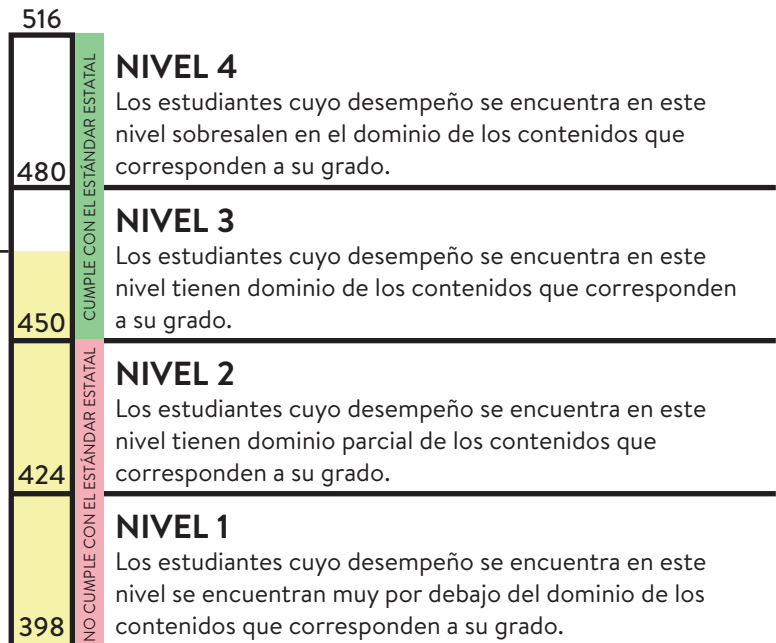 516
CUMPLE CON EL ESTÁNDAR ESTATAL
NIVEL 4
Los estudiantes cuyo desempeño se encuentra en este
nivel sobresalen en el dominio de los contenidos que
corresponden a su grado.
480
NIVEL 3
Los estudiantes cuyo desempeño se encuentra en este
nivel tienen dominio de los contenidos que corresponden
a su grado.
450
NO CUMPLE CON EL ESTÁNDAR ESTATAL
NIVEL 2
Los estudiantes cuyo desempeño se encuentra en este
nivel tienen dominio parcial de los contenidos que
corresponden a su grado.
424
NIVEL 1
Los estudiantes cuyo desempeño se encuentra en este
nivel se encuentran muy por debajo del dominio de los
contenidos que corresponden a su grado.
398